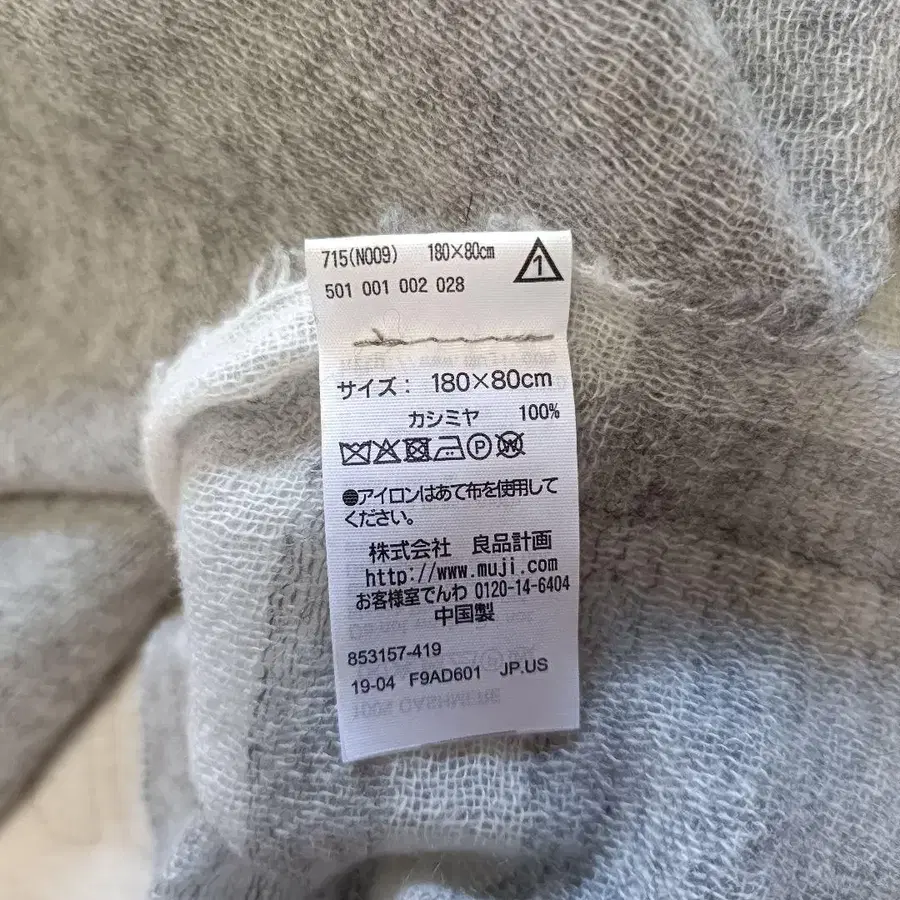 715(N009) 180×80cm
1
501 001 002 028
サイズ： 180×80cm
カシミヤ 100%
P W
●アイロンはあて布を使用して
ください。
株式会社 良品計画
http://www.muji.com
お客様室でんわ 0120-14-6404
中国製
853157-419
19-04 F9AD601 JP.US